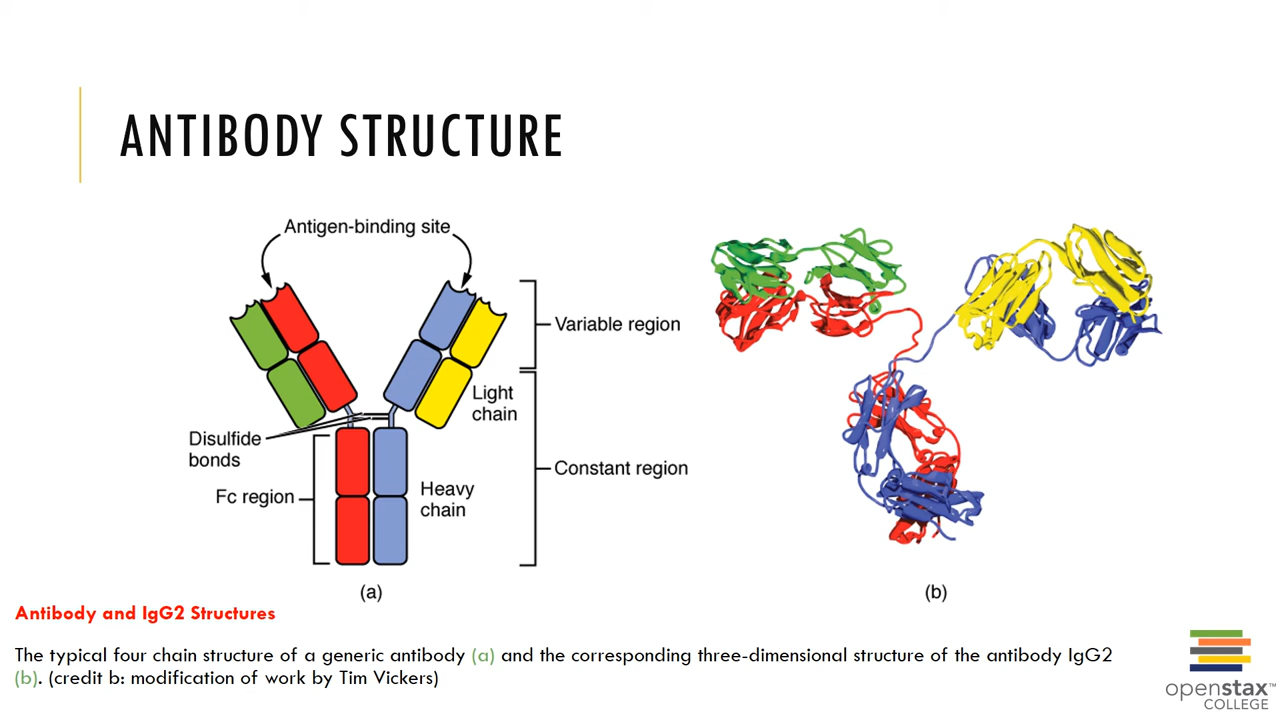 ANTIBODY STRUCTURE
Antigen-binding site
Variable region
Light
chain
Disulfide
bonds
Constant region
Fc region
Heavy
chain
(a)
(b)
Antibody and IgG2 Structures
The typical four chain structure of a generic antibody (a) and the corresponding three-dimensional structure of the antibody IgG2
(b). (credit b: modification of work by Tim Vickers)
openstax™
COLLEGE